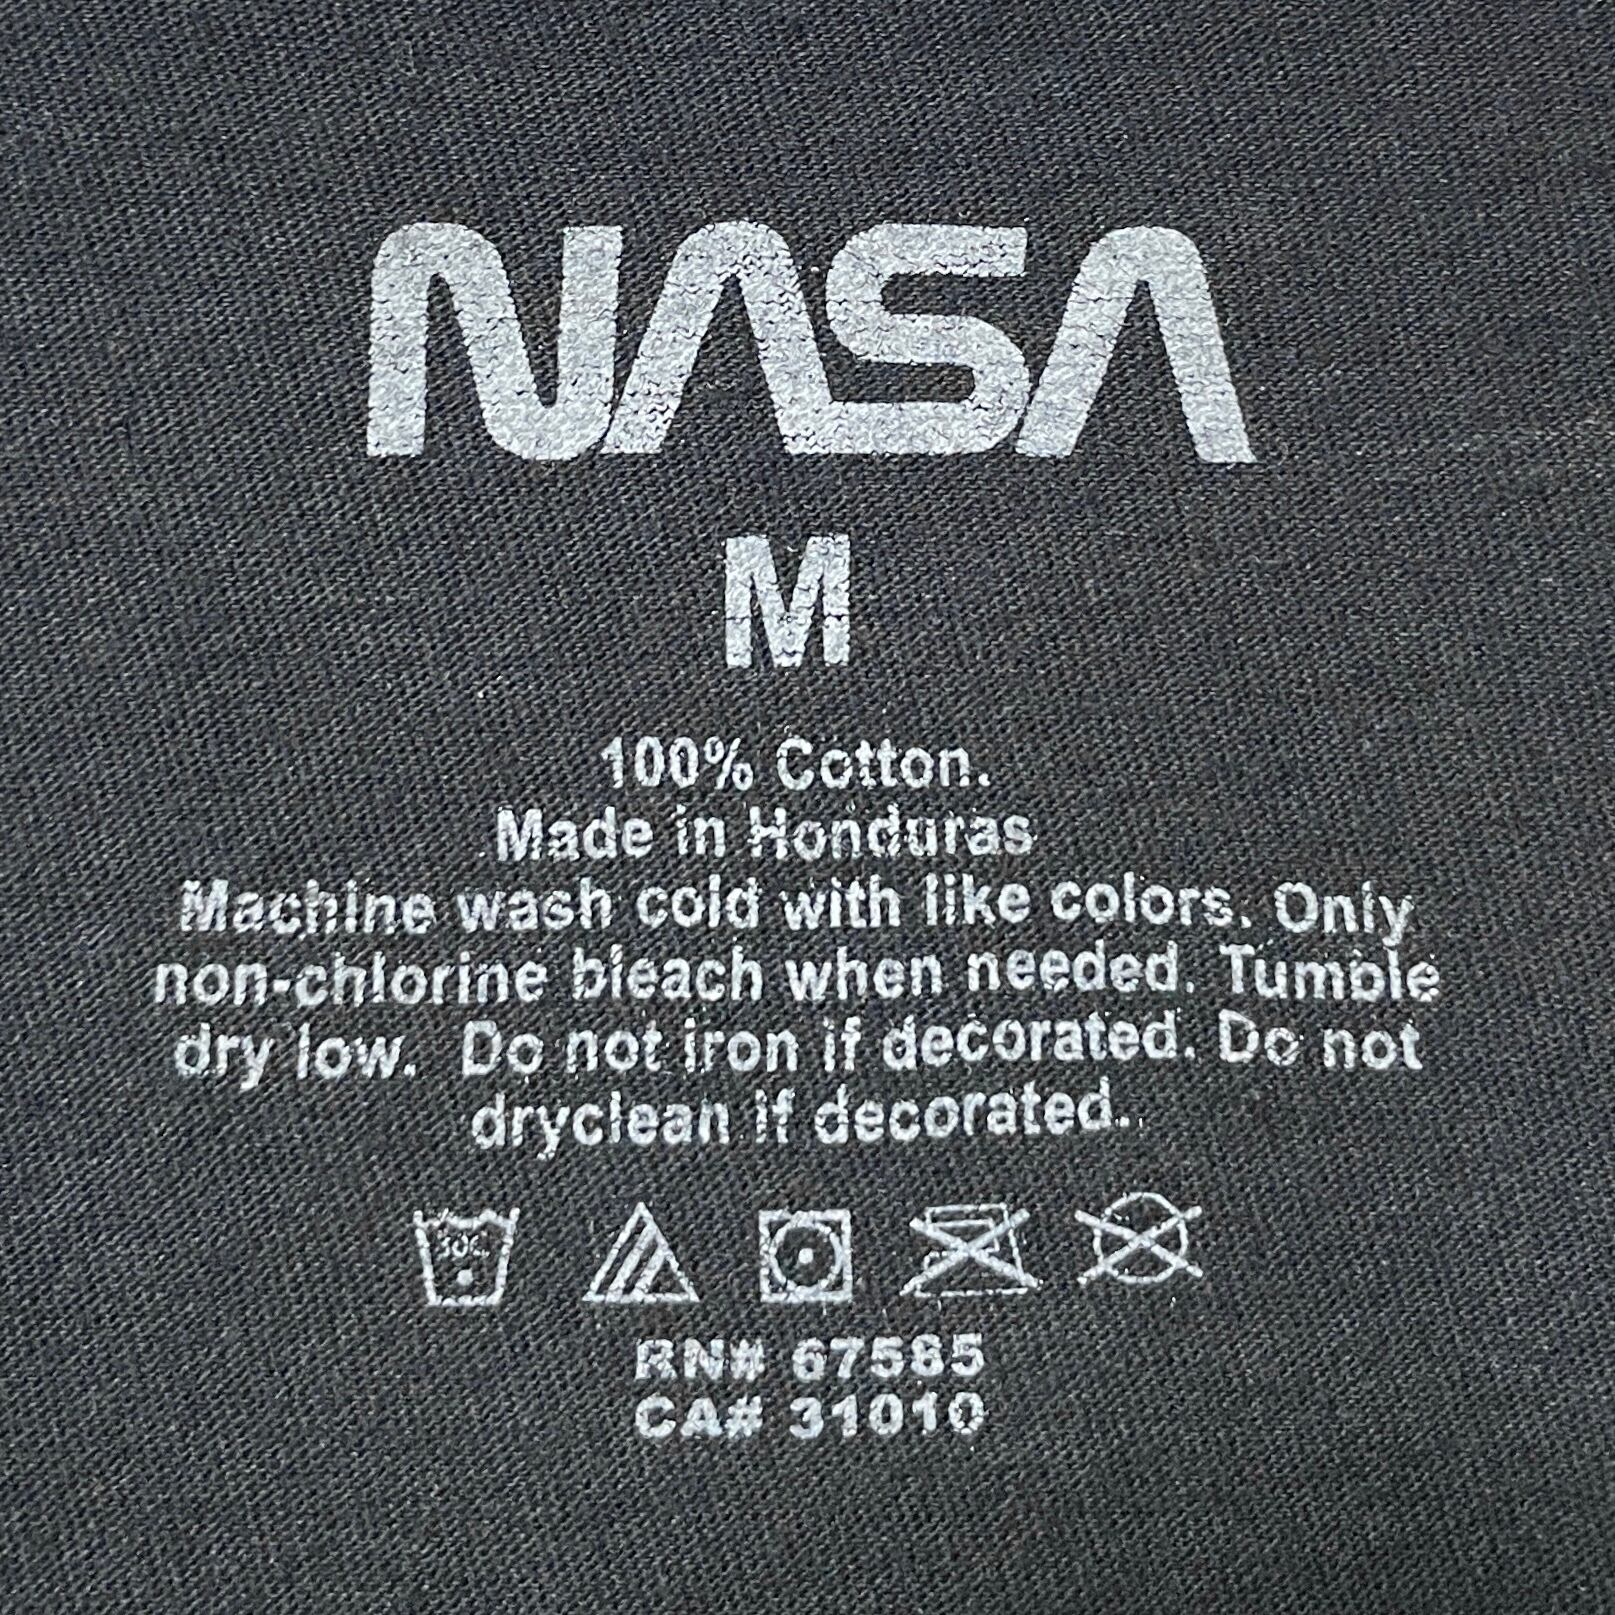 NASA
M
100% Cotton.
Made in Honduras
Machine wash cold with like colors. Only
non-chlorine bleach when needed. Tumble
dry low. Do not iron if decorated. Do not
dryclean if decorated.
30C
RN# 67585
CA# 31010